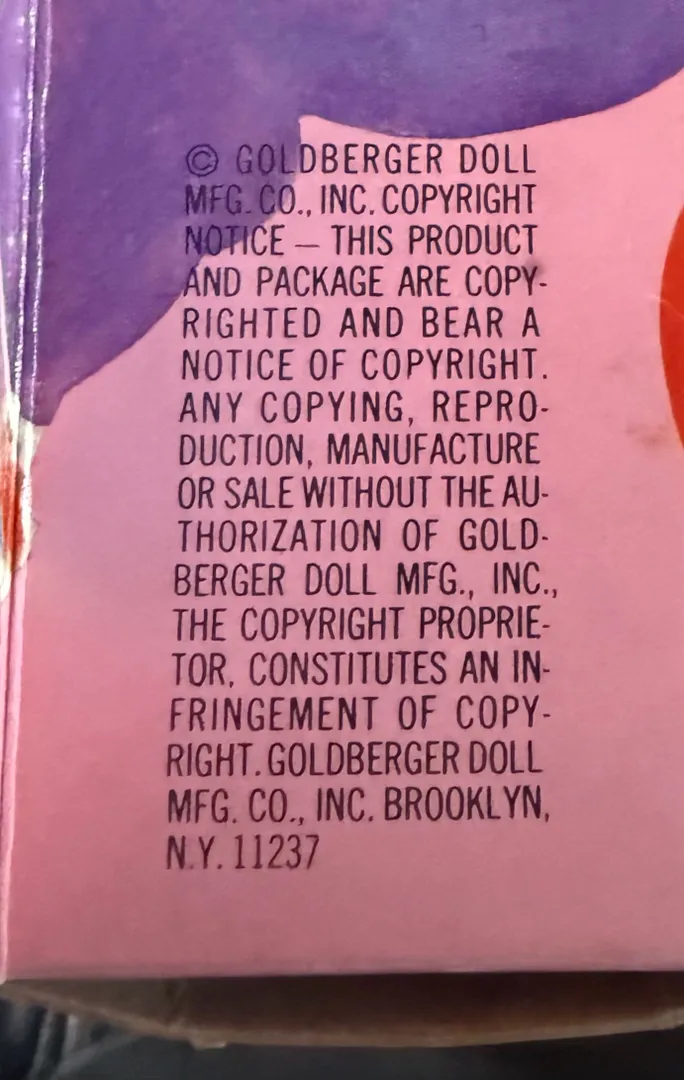 © GOLDBERGER DOLL
MFG. CO., INC. COPYRIGHT
NOTICE — THIS PRODUCT
AND PACKAGE ARE COPY-
RIGHTED AND BEAR A
NOTICE OF COPYRIGHT.
ANY COPYING, REPRO-
DUCTION, MANUFACTURE
OR SALE WITHOUT THE AU-
THORIZATION OF GOLD-
BERGER DOLL MFG., INC.,
THE COPYRIGHT PROPRIE-
TOR, CONSTITUTES AN IN-
FRINGEMENT OF COPY-
RIGHT. GOLDBERGER DOLL
MFG. CO., INC. BROOKLYN,
N.Y. 11237